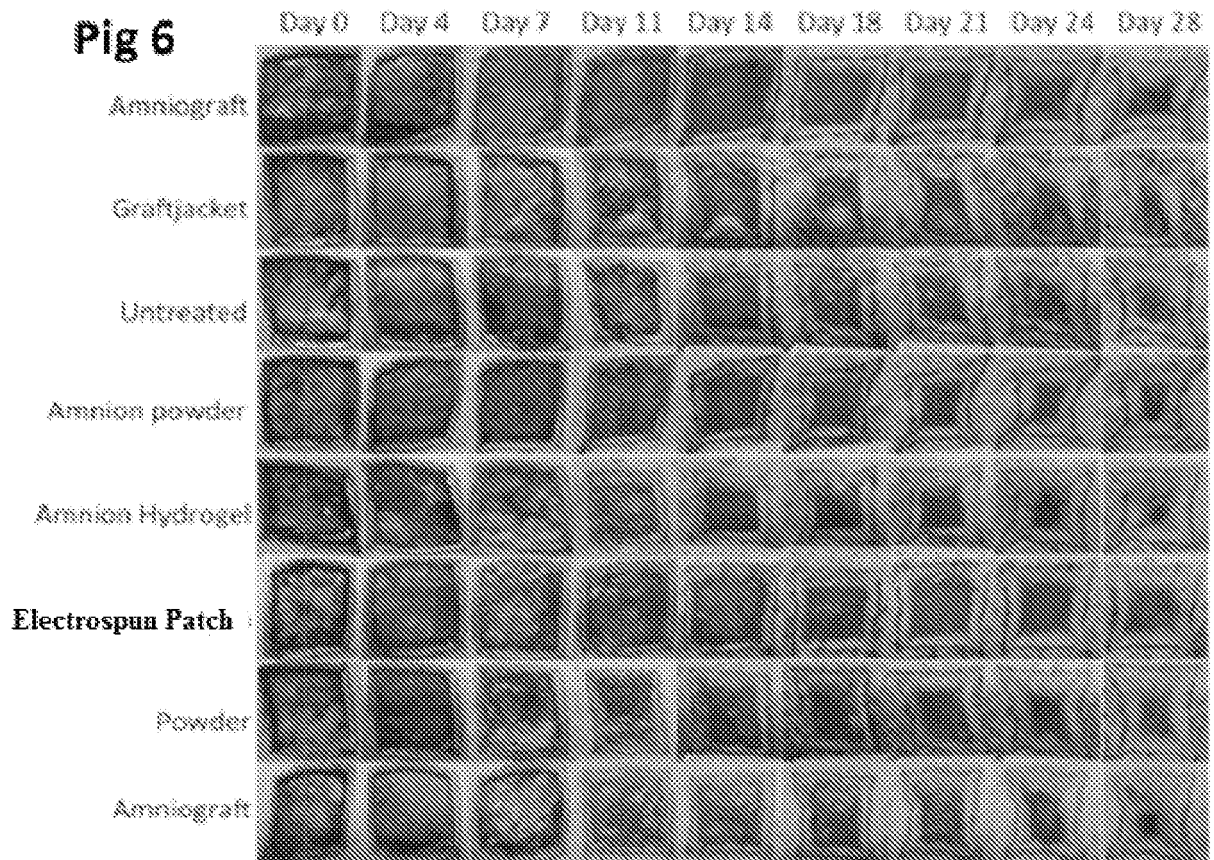 Pig 6
Day 0 Day 4 Day 7 Day 11 Day 14 Day 18 Day 21 Day 24 Day 28
Amniograft
Graftjacket
Untreated
Amnion powder
Amnion Hydrogel
Electrospun Patch
Powder
Amniograft